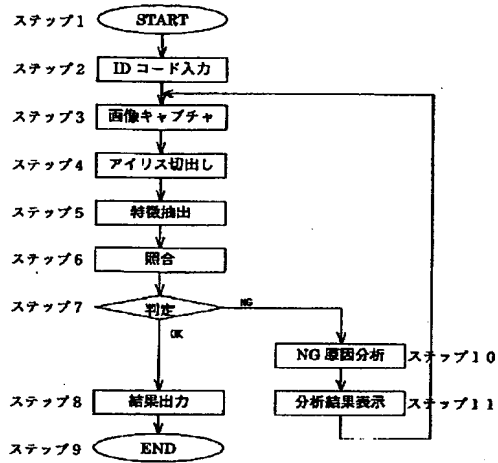 ステップ1 START
ステップ2 IDコード入力
ステップ3 画像キャプチャ
ステップ4 アイリス切出し
ステップ5 特徴抽出
ステップ6 照合
ステップ7 判定 NG
OK
NG原因分析 ステップ10
ステップ8 結果出力 分析結果表示 ステップ11
ステップ9 END